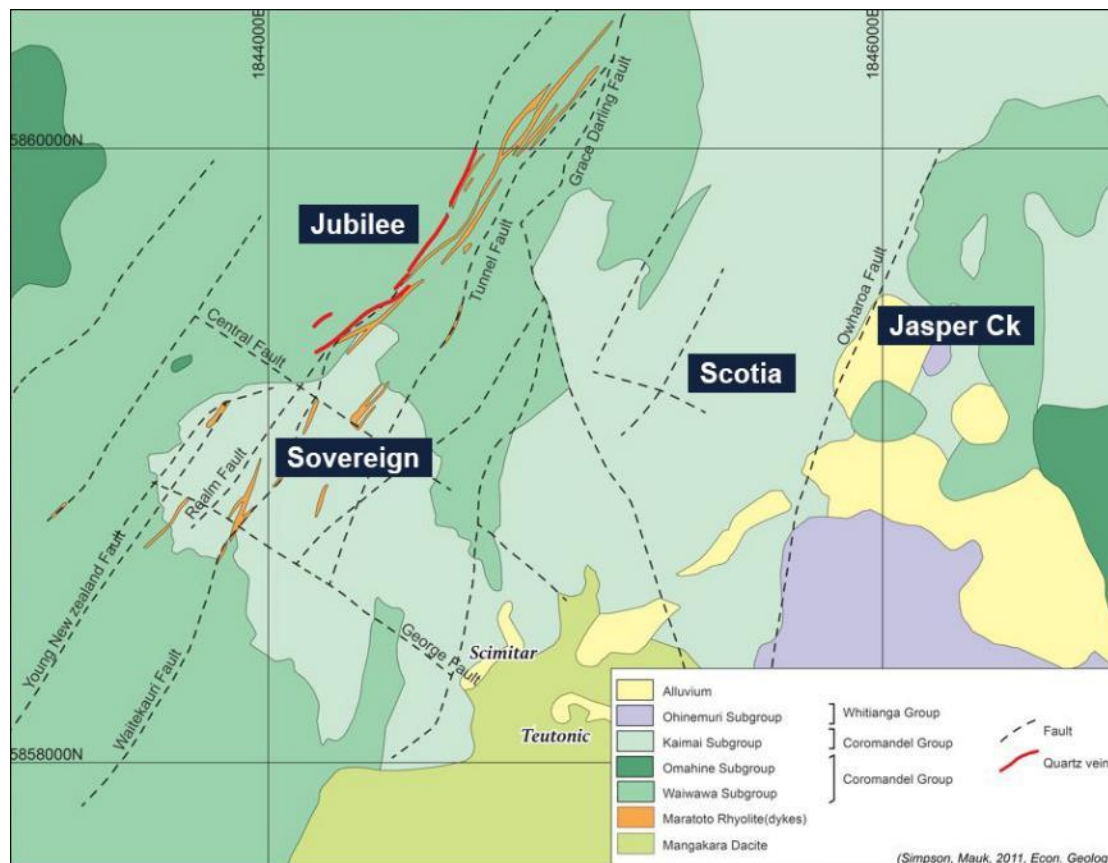 1844000E
1846000E
5860000N
Grace Darling Fault
Jubilee
Tunnel Fault
Owharoa Fault
Central Fault
Jasper Ck
Scotia
Sovereign
Realm Fault
Young New zealand Fault
Waitekauri Fault
George Fault
Scimitar
Teutonic
5858000N
Alluvium
Ohinemuri Subgroup
Whitianga Group
Kaimai Subgroup
Coromandel Group
Omahine Subgroup
Waiwawa Subgroup
Coromandel Group
Maratoto Rhyolite(dykes)
Mangakara Dacite
Fault
Quartz vein
(Simpson, Mauk, 2011, Econ. Geolog